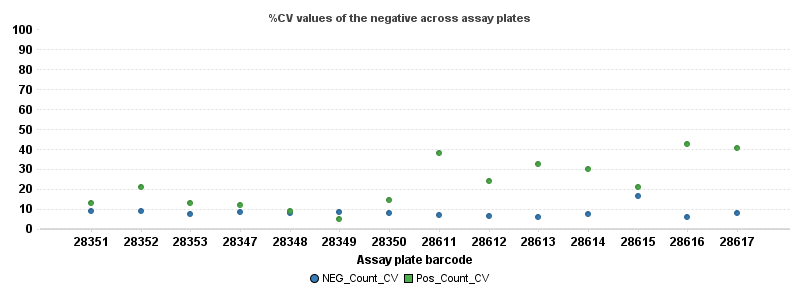 %CV values of the negative across assay plates
100
90
80
70
60
50
40
30
20
10
0
28351 28352 28353 28347 28348 28349 28350 28611 28612 28613 28614 28615 28616 28617
Assay plate barcode
NEG_Count_CV Pos_Count_CV